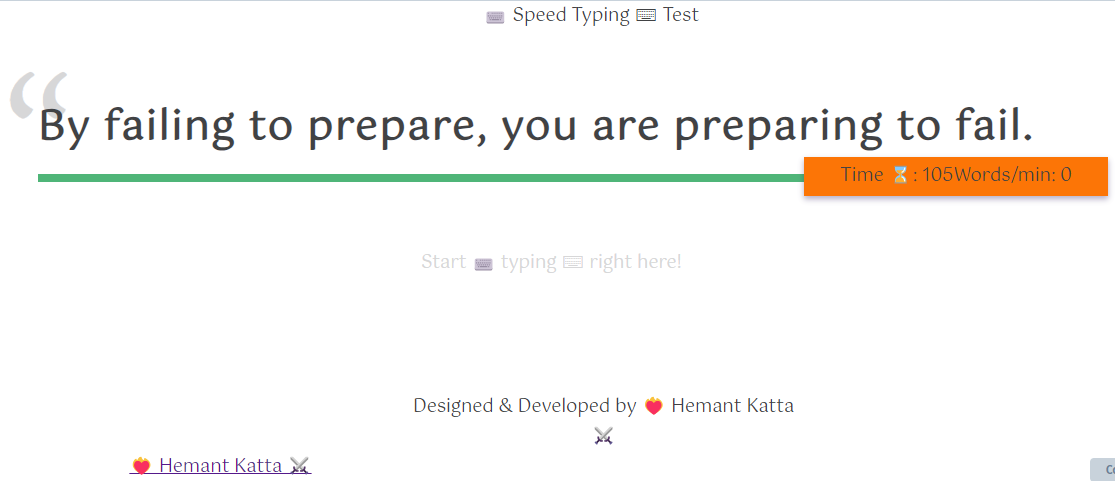 ⌨ Speed Typing ⌨ Test
“
By failing to prepare, you are preparing to fail.
Time ⏳ : 105Words/min: 0
Start ⌨ typing ⌨ right here!
Designed & Developed by ❤️‍🔥 Hemant Katta
⚔
❤️‍🔥 Hemant Katta ⚔